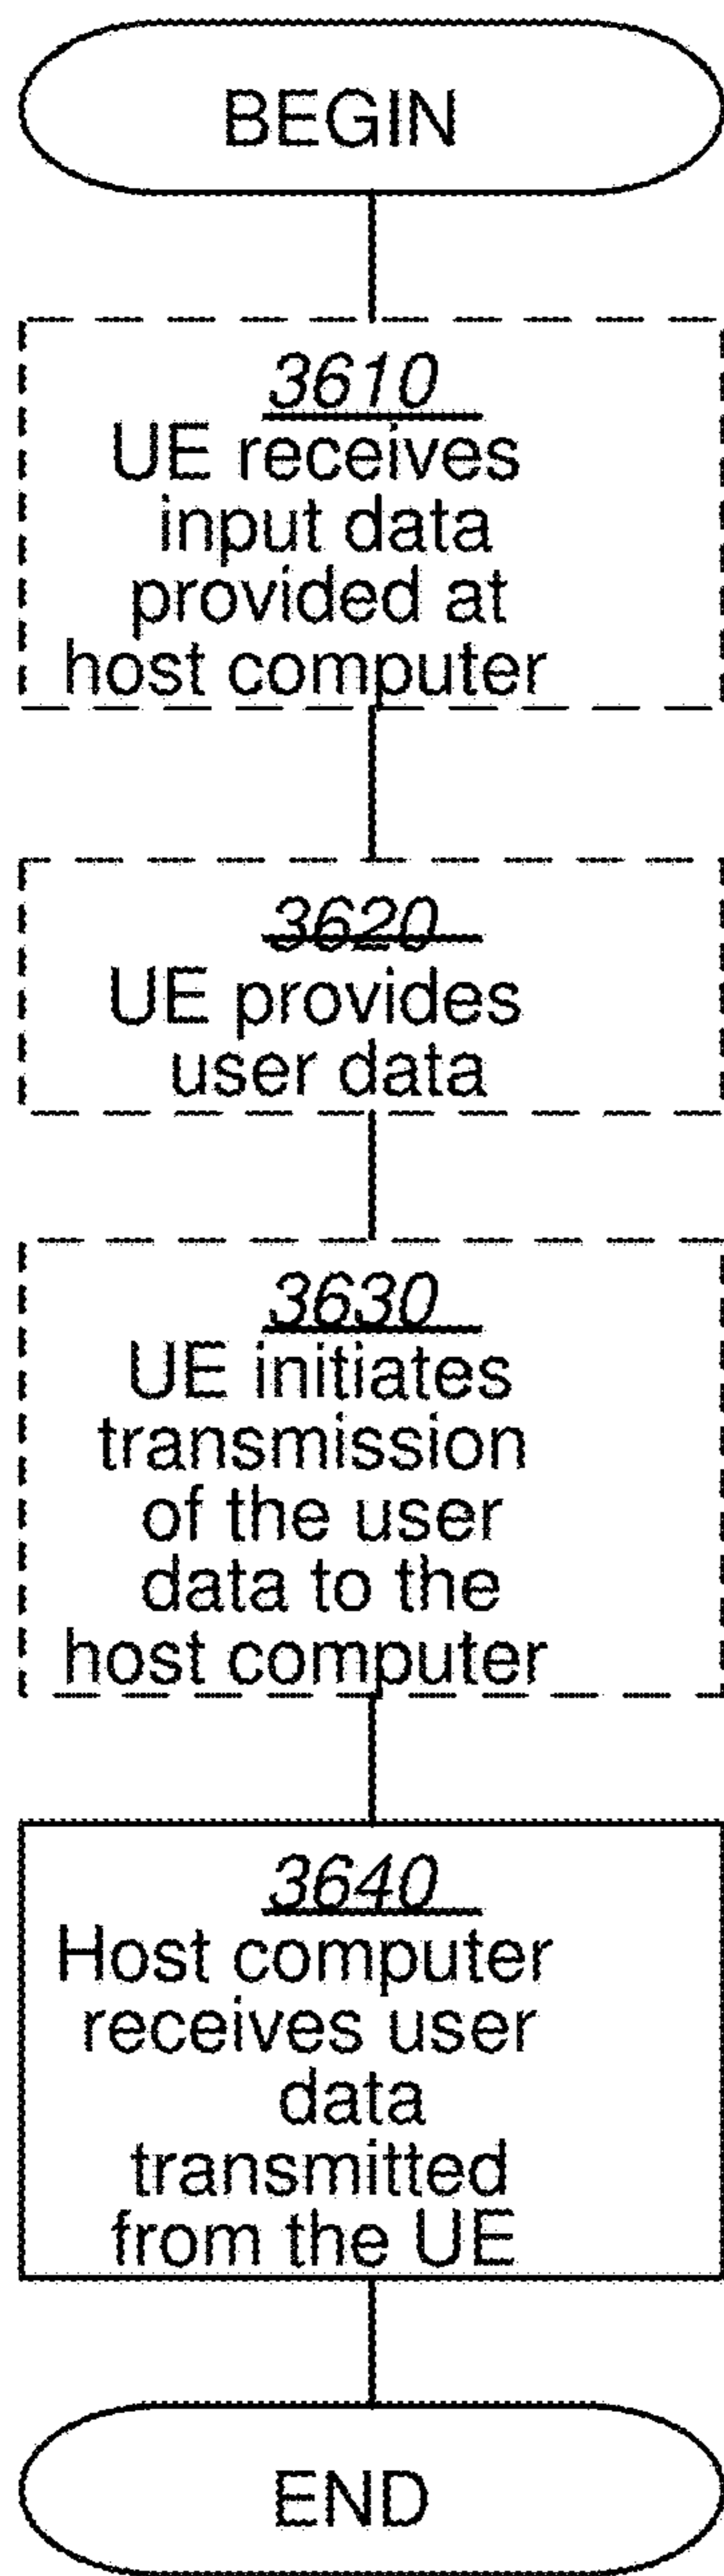 BEGIN
3610
UE receives
input data
provided at
host computer
3620
UE provides
user data
3630
UE initiates
transmission
of the user
data to the
host computer
3640
Host computer
receives user
data
transmitted
from the UE
END